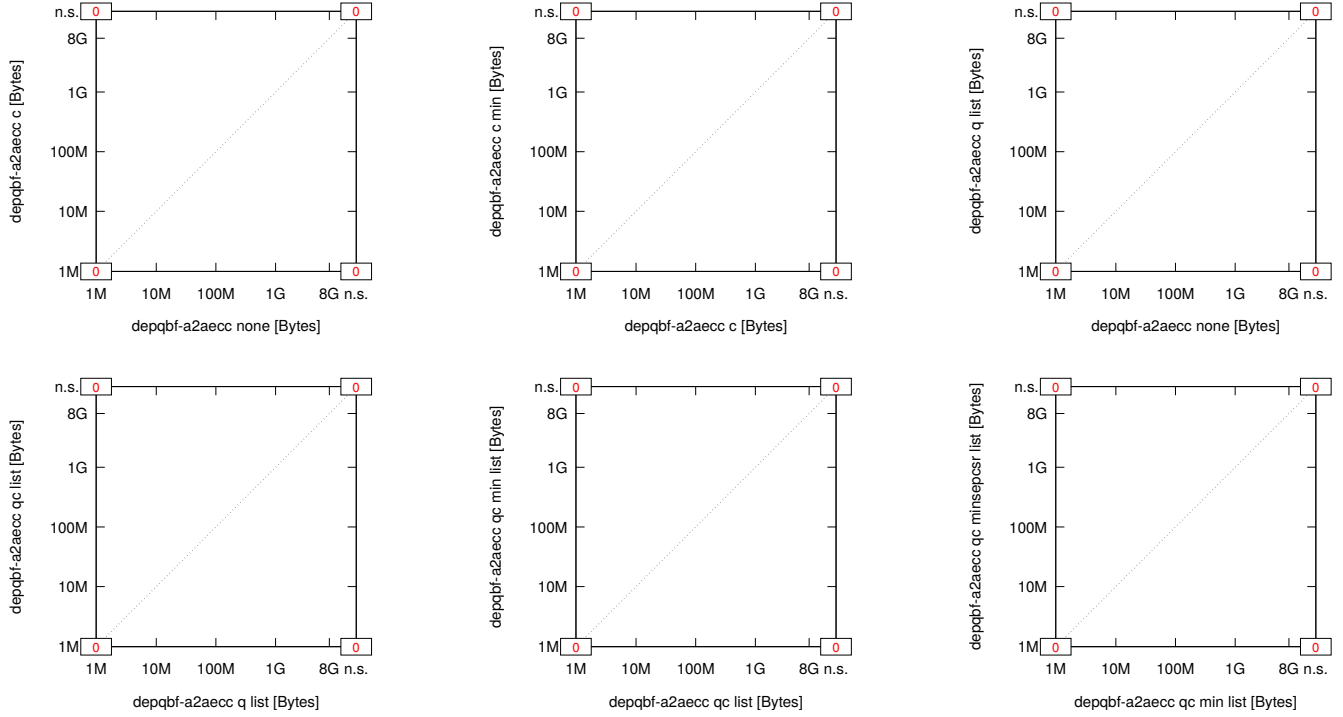 n.s. 0 0
8G
1G
100M
10M
1M 0 0
1M 10M 100M 1G 8G n.s.
depqbf-a2aecc c [Bytes]
depqbf-a2aecc none [Bytes]
n.s. 0 0
8G
1G
100M
10M
1M 0 0
1M 10M 100M 1G 8G n.s.
depqbf-a2aecc c min [Bytes]
depqbf-a2aecc c [Bytes]
n.s. 0 0
8G
1G
100M
10M
1M 0 0
1M 10M 100M 1G 8G n.s.
depqbf-a2aecc q list [Bytes]
depqbf-a2aecc none [Bytes]
n.s. 0 0
8G
1G
100M
10M
1M 0 0
1M 10M 100M 1G 8G n.s.
depqbf-a2aecc qc list [Bytes]
depqbf-a2aecc q list [Bytes]
n.s. 0 0
8G
1G
100M
10M
1M 0 0
1M 10M 100M 1G 8G n.s.
depqbf-a2aecc qc min list [Bytes]
depqbf-a2aecc qc list [Bytes]
n.s. 0 0
8G
1G
100M
10M
1M 0 0
1M 10M 100M 1G 8G n.s.
depqbf-a2aecc qc minsepcsr list [Bytes]
depqbf-a2aecc qc min list [Bytes]